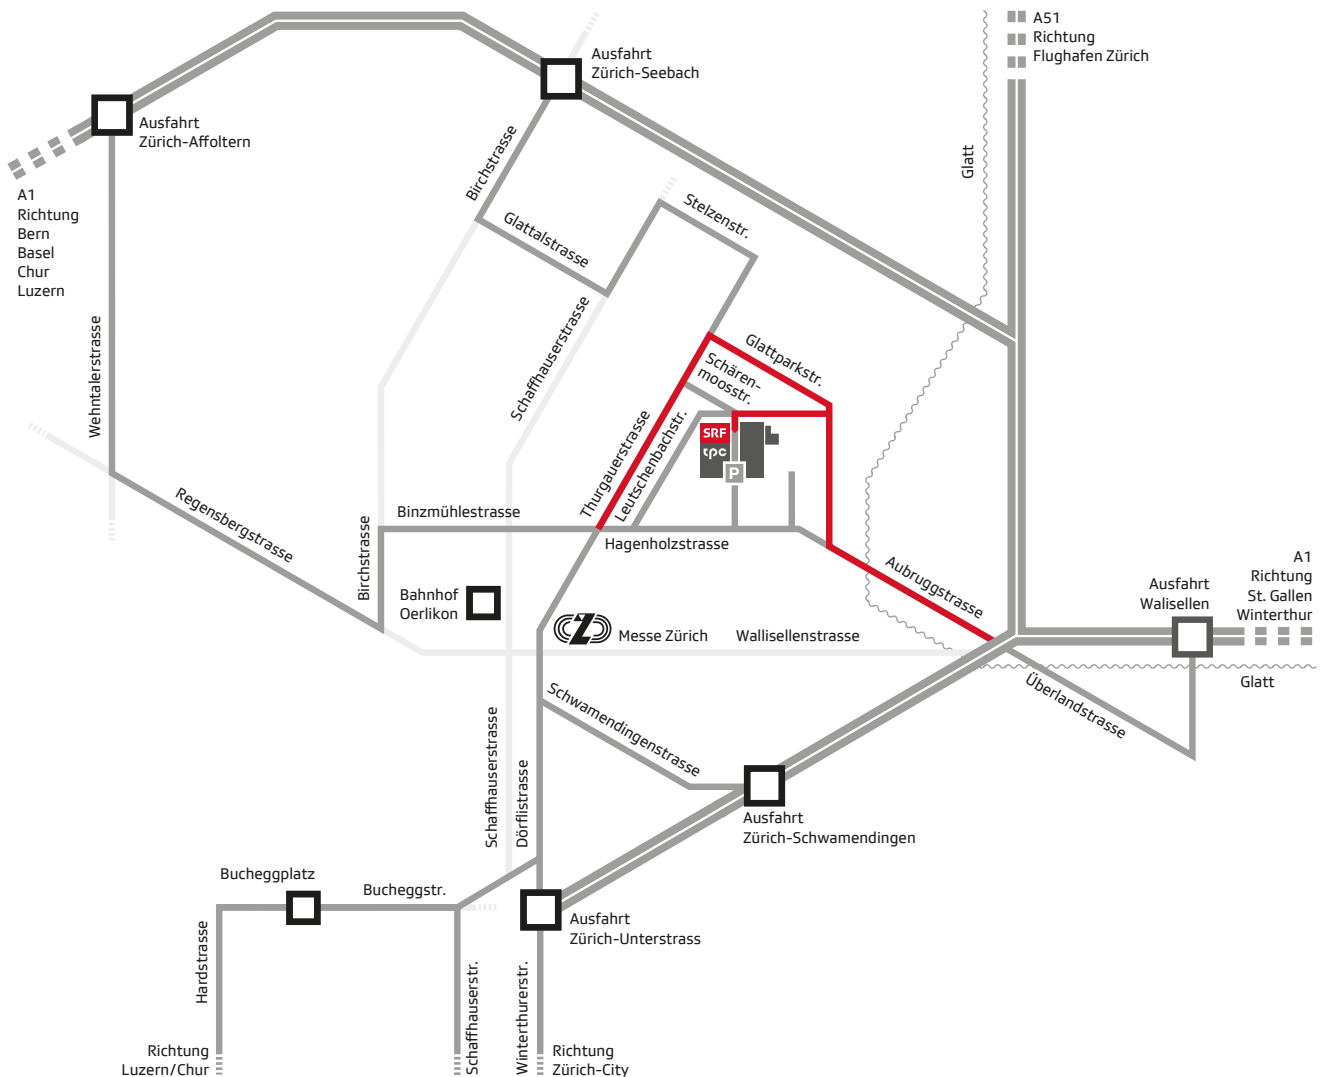 A51
Richtung
Flughafen Zürich
Ausfahrt
Zürich-Seebach
Ausfahrt
Zürich-Affoltern
A1
Richtung
Bern
Basel
Chur
Luzern
Birchstrasse
Glatt
Stelzenstr.
Glattalstrasse
Schaffhauserstrasse
Wehntalerstrasse
Glattparkstr.
Schären-
moosstr.
Thurgauerstrasse
Leutschenbachstr.
SRF
tpc
P
Regensbergstrasse
Binzmühlestrasse
Birchstrasse
Hagenholzstrasse
Aubruggstrasse
Bahnhof
Oerlikon
Ausfahrt
Walisellen
A1
Richtung
St. Gallen
Winterthur
Messe Zürich
Wallisellenstrasse
Glatt
Überlandstrasse
Schwamendingenstrasse
Schaffhauserstrasse
Dörflistrasse
Ausfahrt
Zürich-Schwamendingen
Bucheggplatz
Bucheggstr.
Ausfahrt
Zürich-Unterstrass
Hardstrasse
Schaffhauserstr.
Winterthurerstr.
Richtung
Luzern/Chur
Richtung
Zürich-City